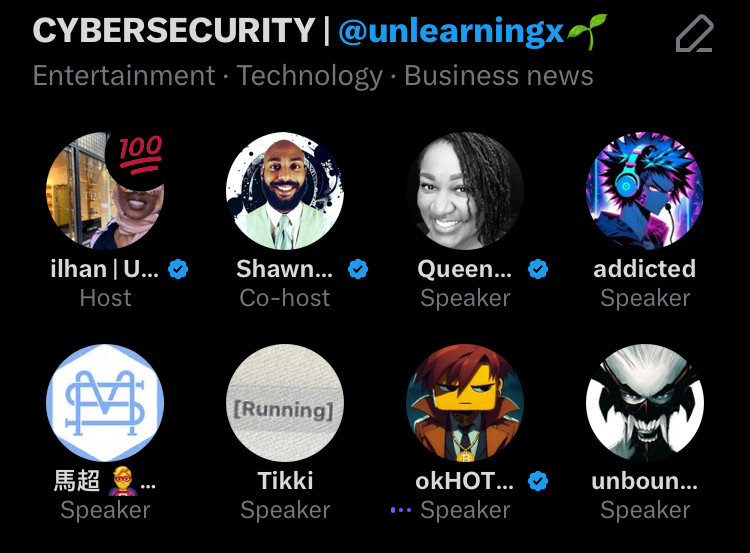 CYBERSECURITY | @unlearningx🌱
Entertainment · Technology · Business news
💯
[Running]
ilhan | U... Shawn... Queen... addicted
Host Co-host Speaker Speaker
馬超 🦸... Tikki okHOT... unboun...
Speaker Speaker Speaker Speaker